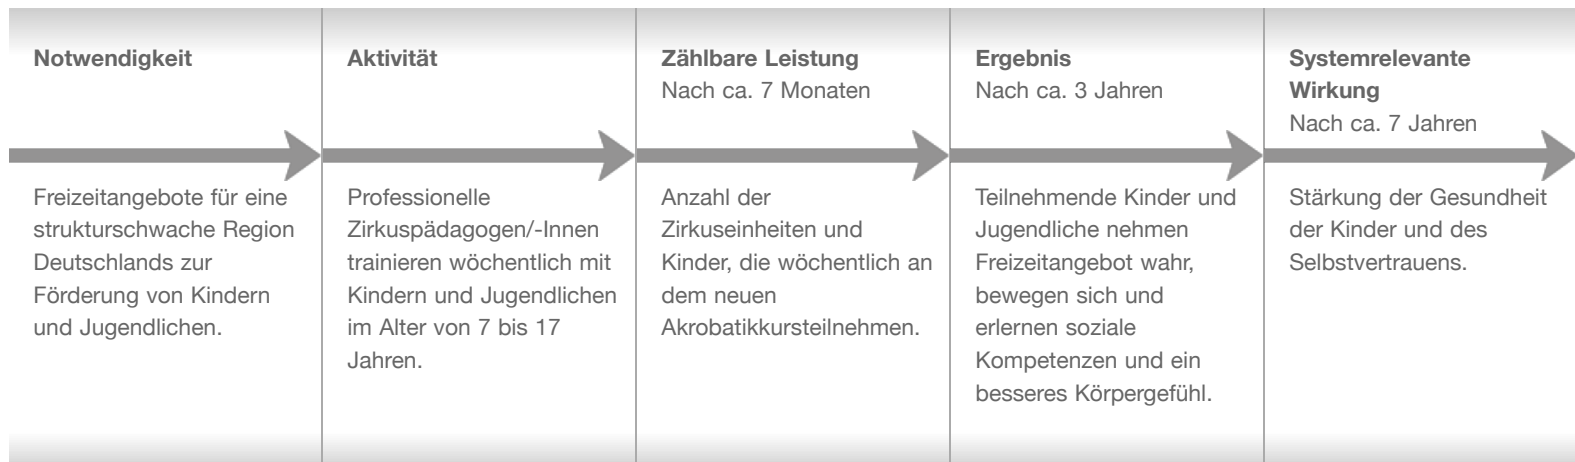 Notwendigkeit
Freizeitangebote für eine
strukturschwache Region
Deutschlands zur
Förderung von Kindern
und Jugendlichen.
Aktivität
Professionelle
Zirkuspädagogen/-Innen
trainieren wöchentlich mit
Kindern und Jugendlichen
im Alter von 7 bis 17
Jahren.
Zählbare Leistung
Nach ca. 7 Monaten
Anzahl der
Zirkuseinheiten und
Kinder, die wöchentlich an
dem neuen
Akrobatikkursteilnehmen.
Ergebnis
Nach ca. 3 Jahren
Teilnehmende Kinder und
Jugendliche nehmen
Freizeitangebot wahr,
bewegen sich und
erlernen soziale
Kompetenzen und ein
besseres Körpergefühl.
Systemrelevante
Wirkung
Nach ca. 7 Jahren
Stärkung der Gesundheit
der Kinder und des
Selbstvertrauens.